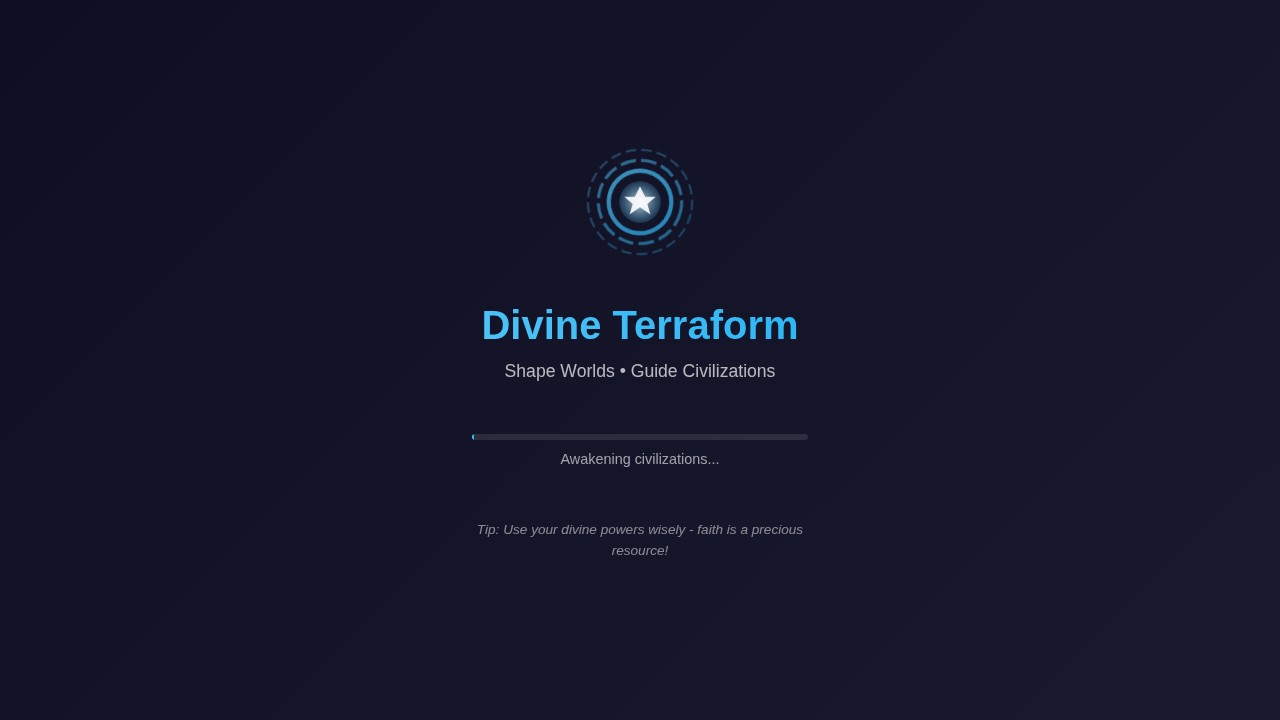 Divine Terraform
Shape Worlds • Guide Civilizations
Awakening civilizations...
Tip: Use your divine powers wisely - faith is a precious
resource!